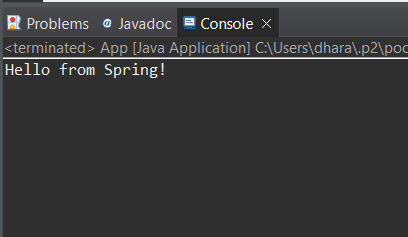 Problems @ Javadoc Console
<terminated> App [Java Application] C:\Users\dhara\.p2\poo
Hello from Spring!